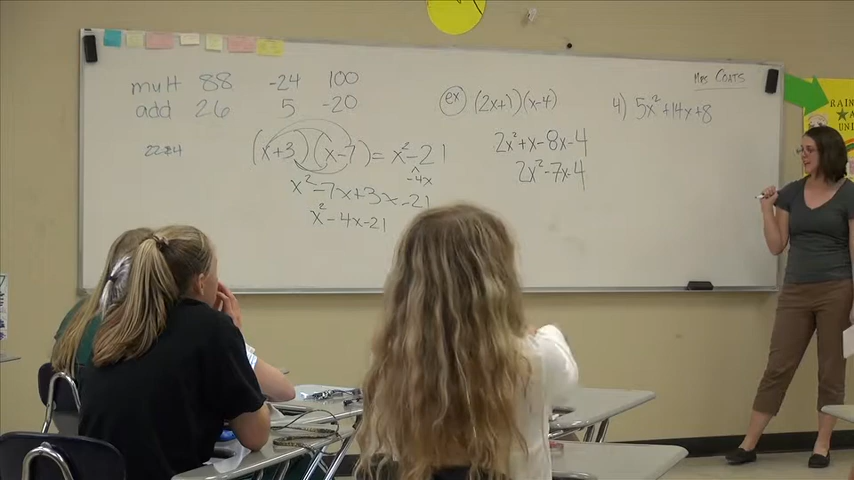 Mrs Coats
mult 88 -24 100
add 26 5 -20
22·4
(x+3)(x-7) = x²-21
-4x
x²-7x+3x-21
x²-4x-21
ex (2x+1)(x-4)
2x²+x-8x-4
2x²-7x-4
4) 5x²+14x+8
RAIN